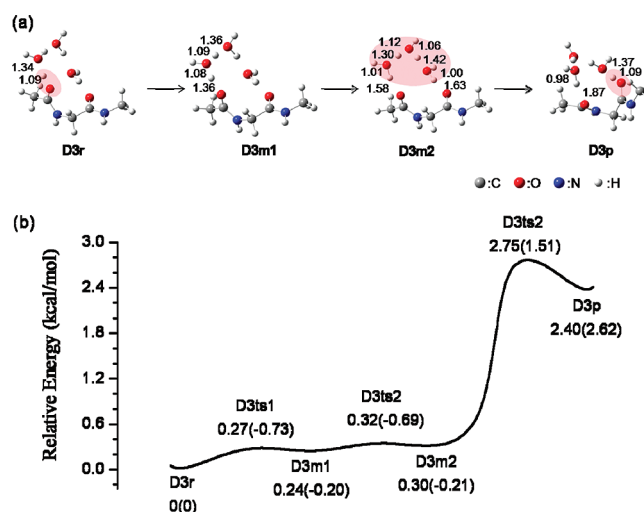 (a)
1.34
1.09
D3r
1.36
1.09
1.08
1.36
D3m1
1.12
1.06
1.30
1.42
1.01
1.00
1.58
1.63
D3m2
1.37
0.98
1.09
1.87
D3p
:C :O :N :H
(b)
Relative Energy (kcal/mol)
3.0
2.4
1.8
1.2
0.6
0.0
D3ts2
2.75(1.51)
D3p
2.40(2.62)
D3ts1
0.27(-0.73)
D3ts2
0.32(-0.69)
D3r
0(0)
D3m1
0.24(-0.20)
D3m2
0.30(-0.21)